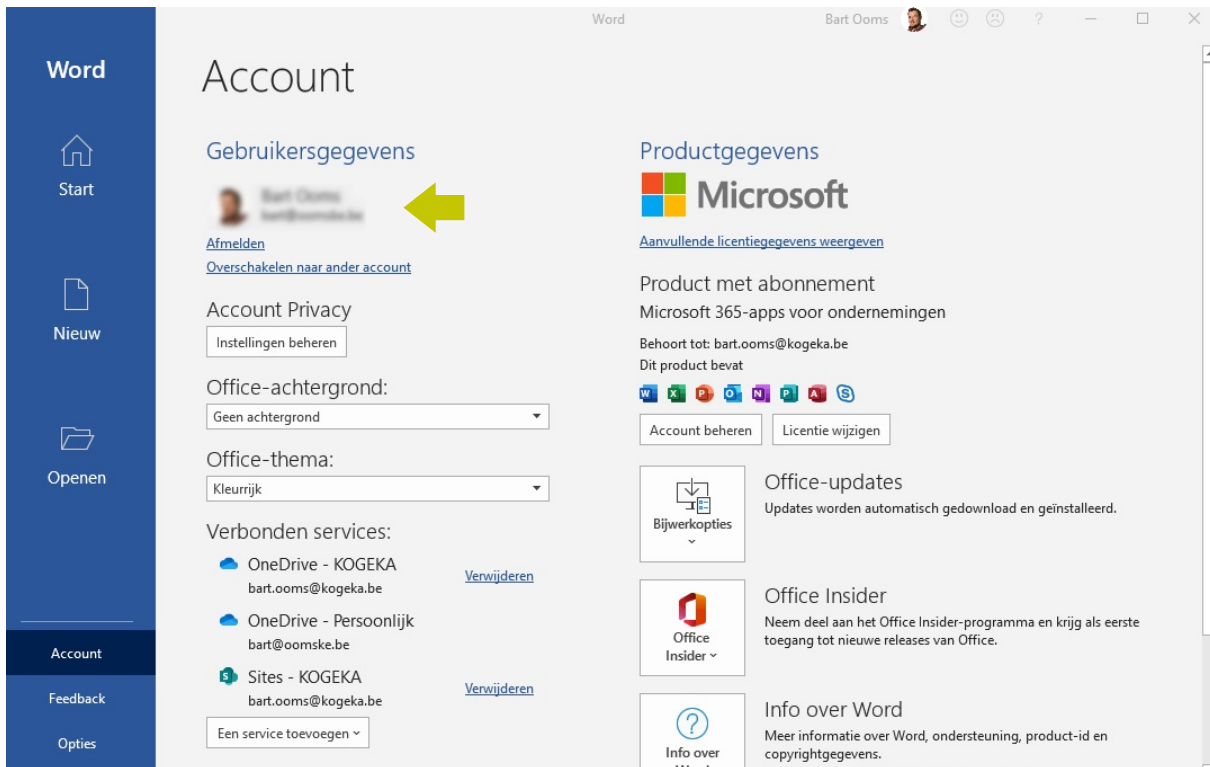 Word
Bart Ooms
?
Word
Start
Nieuw
Openen
Account
Feedback
Opties
Account
Gebruikersgegevens
Afmelden
Overschakelen naar ander account
Account Privacy
Instellingen beheren
Office-achtergrond:
Geen achtergrond
Office-thema:
Kleurrijk
Verbonden services:
OneDrive - KOGEKA
bart.ooms@kogeka.be
Verwijderen
OneDrive - Persoonlijk
bart@oomske.be
Sites - KOGEKA
bart.ooms@kogeka.be
Verwijderen
Een service toevoegen
Productgegevens
Microsoft
Aanvullende licentiegegevens weergeven
Product met abonnement
Microsoft 365-apps voor ondernemingen
Behoort tot: bart.ooms@kogeka.be
Dit product bevat
W X P O N P A S
Account beheren
Licentie wijzigen
Bijwerkopties
Office-updates
Updates worden automatisch gedownload en geïnstalleerd.
Office
Insider
Office Insider
Neem deel aan het Office Insider-programma en krijg als eerste
toegang tot nieuwe releases van Office.
?
Info over
Info over Word
Meer informatie over Word, ondersteuning, product-id en
copyrightgegevens.